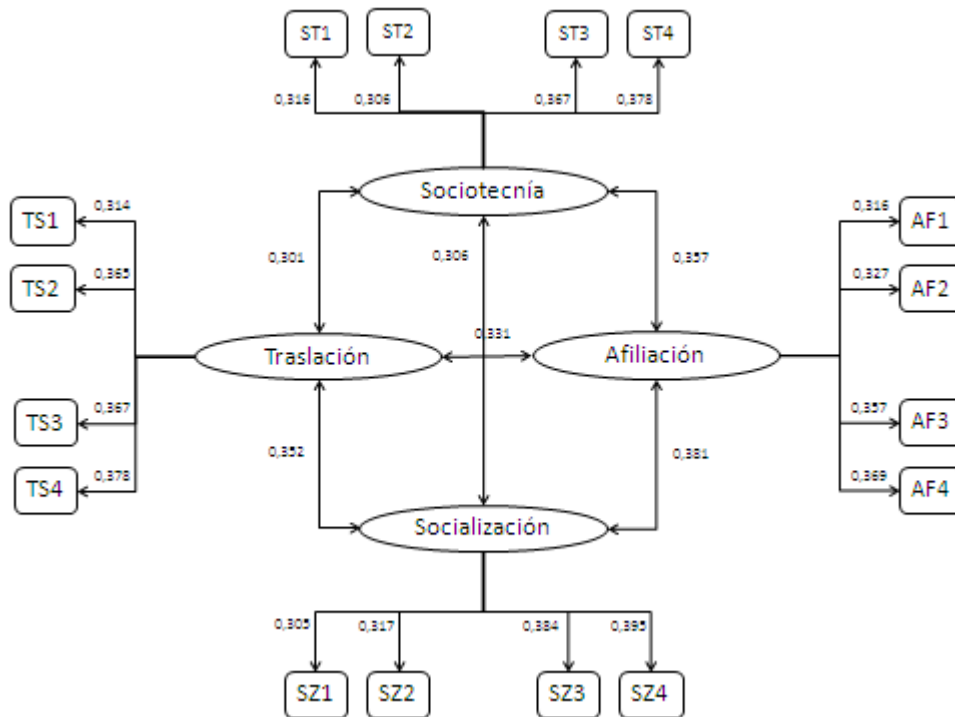 ST1
ST2
ST3
ST4
0,316
0,306
0,367
0,378
Sociotecnía
TS1
0,314
TS2
0,365
0,301
0,306
0,357
0,316
AF1
0,327
AF2
Traslación
0,331
Afiliación
TS3
0,367
TS4
0,378
0,352
0,381
0,357
AF3
0,369
AF4
Socialización
0,305
0,317
0,384
0,395
SZ1
SZ2
SZ3
SZ4